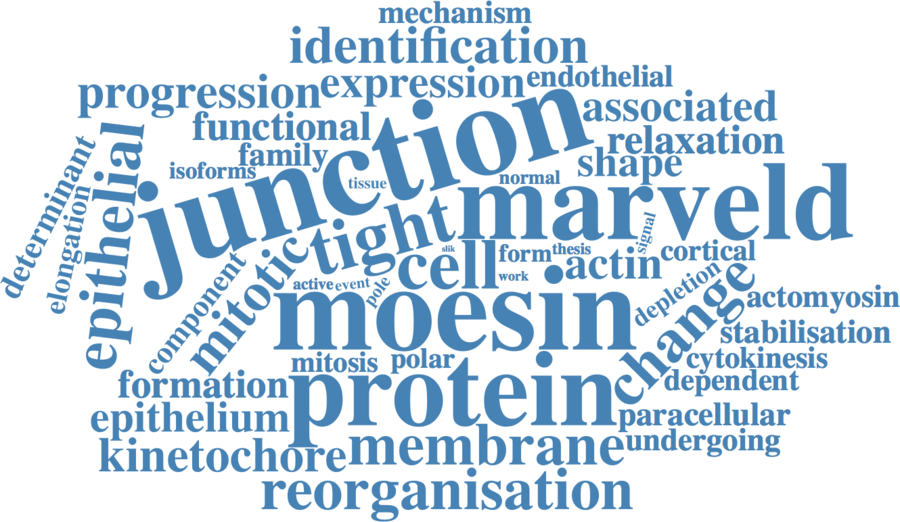 mechanism
identification
progression
expression
endothelial
functional
junction
associated
relaxation
family
shape
isoforms
tissue
normal
determinant
elongation
epithelial
tight
marveld
signal
slik
cell
form
thesis
actin
cortical
work
component
mitotic
active
event
pole
moesin
depletion
change
actomyosin
stabilisation
mitosis
polar
cytokinesis
formation
protein
dependent
epithelium
paracellular
kinetochore
membrane
undergoing
reorganisation